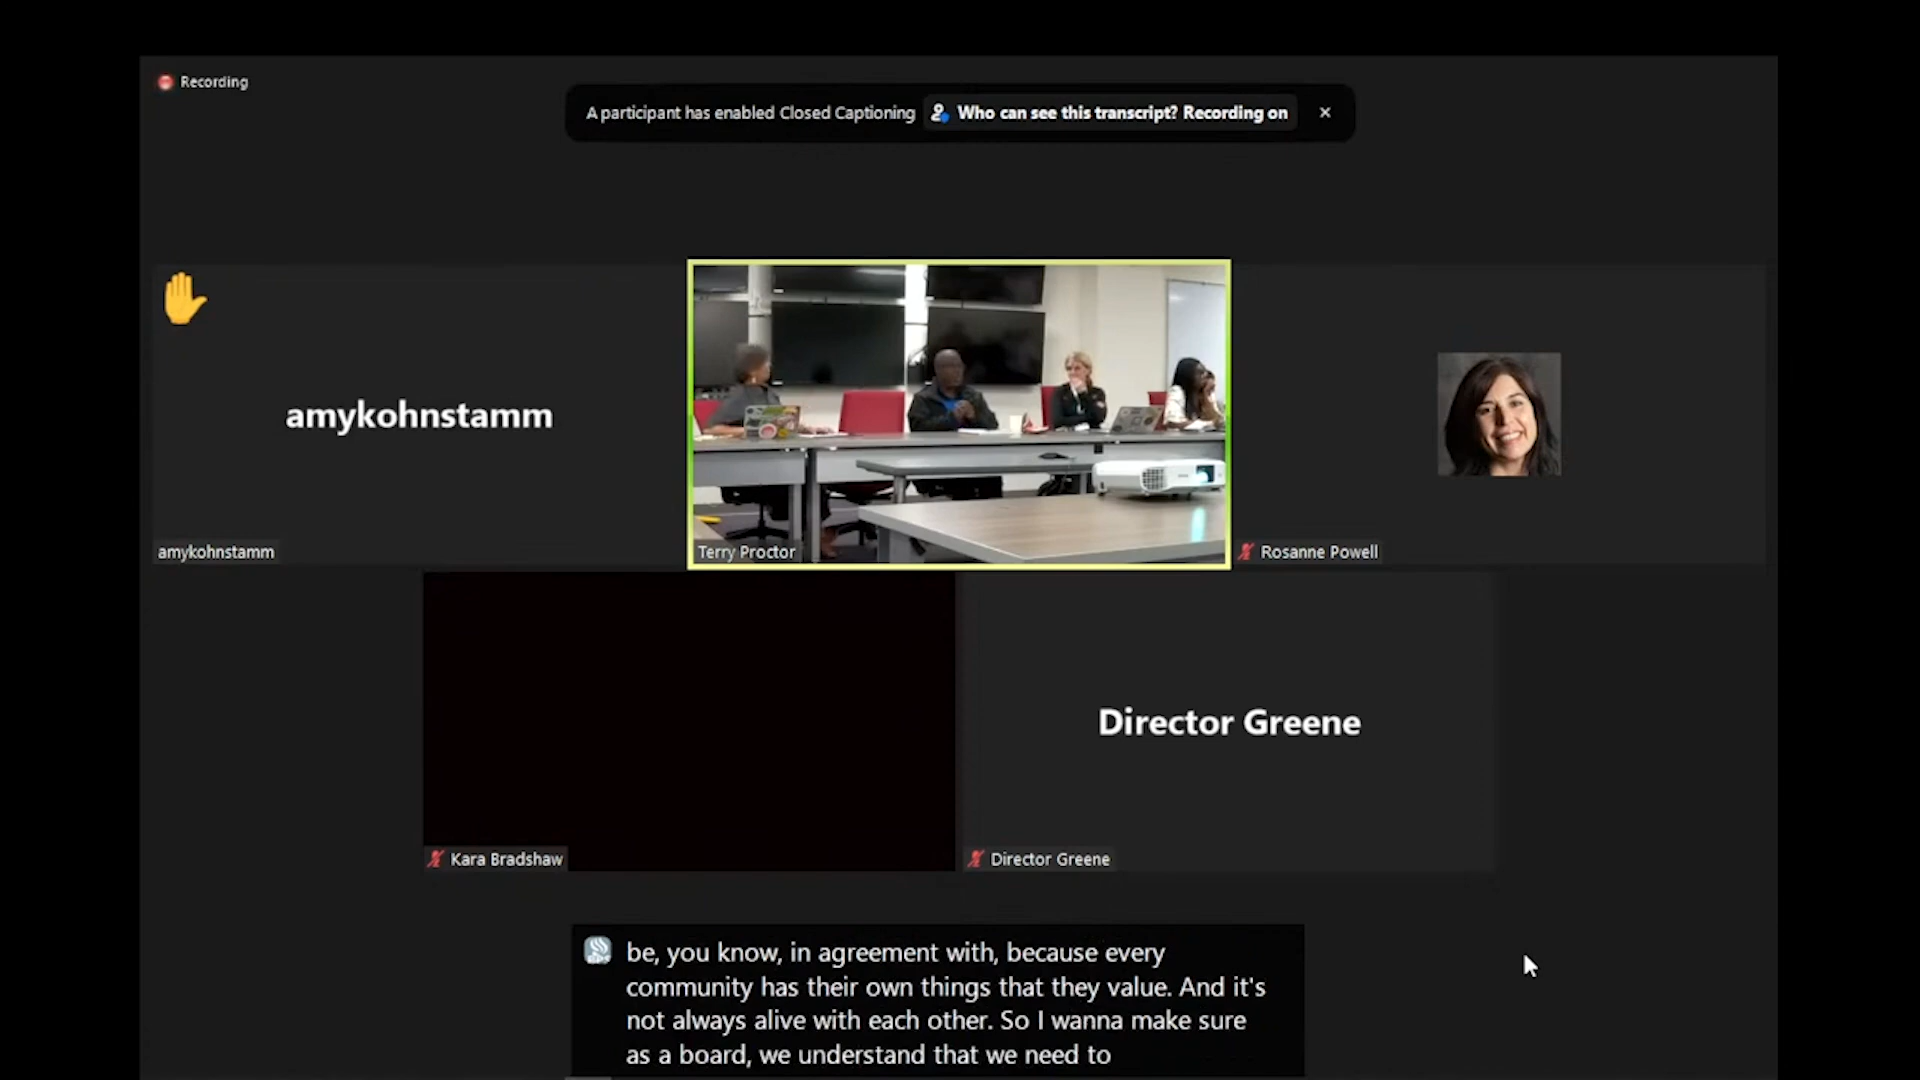 Recording
A participant has enabled Closed Captioning
Who can see this transcript? Recording on
amykohnstamm
amykohnstamm
Terry Proctor
Rosanne Powell
Director Greene
Kara Bradshaw
Director Greene
be, you know, in agreement with, because every
community has their own things that they value. And it's
not always alive with each other. So I wanna make sure
as a board, we understand that we need to